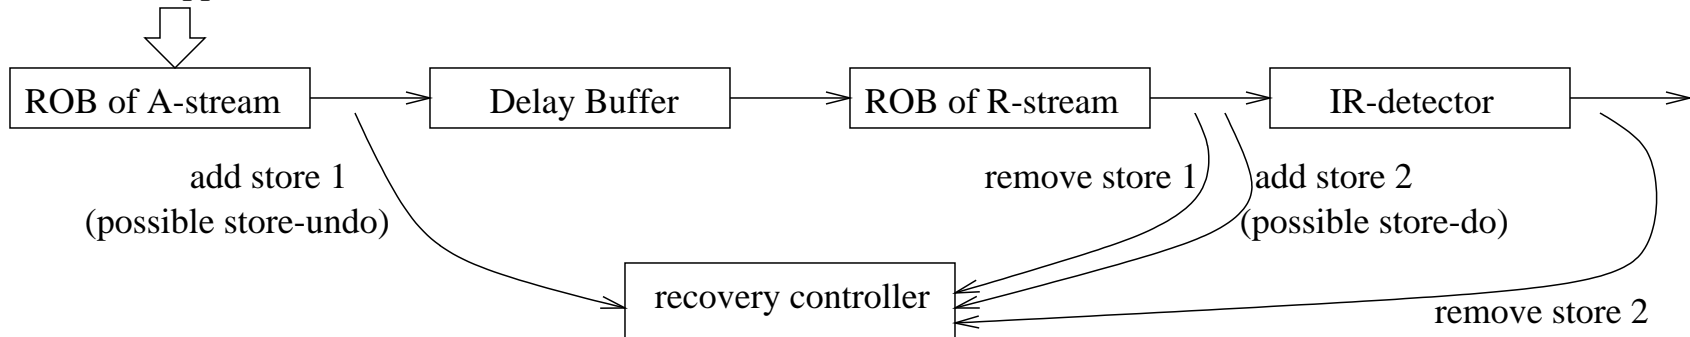 ROB of A-stream
Delay Buffer
ROB of R-stream
IR-detector
add store 1
(possible store-undo)
remove store 1
add store 2
(possible store-do)
recovery controller
remove store 2